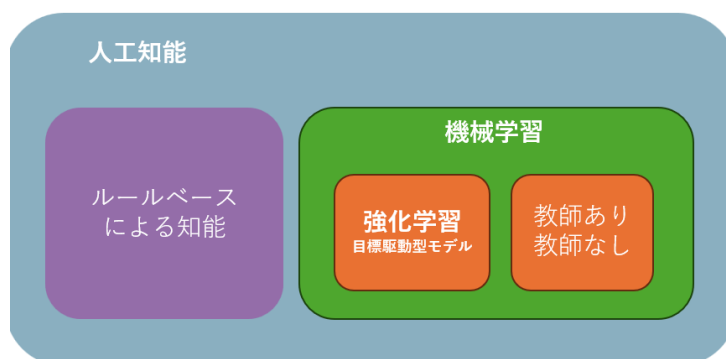 人工知能
ルールベース
による知能
機械学習
強化学習
目標駆動型モデル
教師あり
教師なし